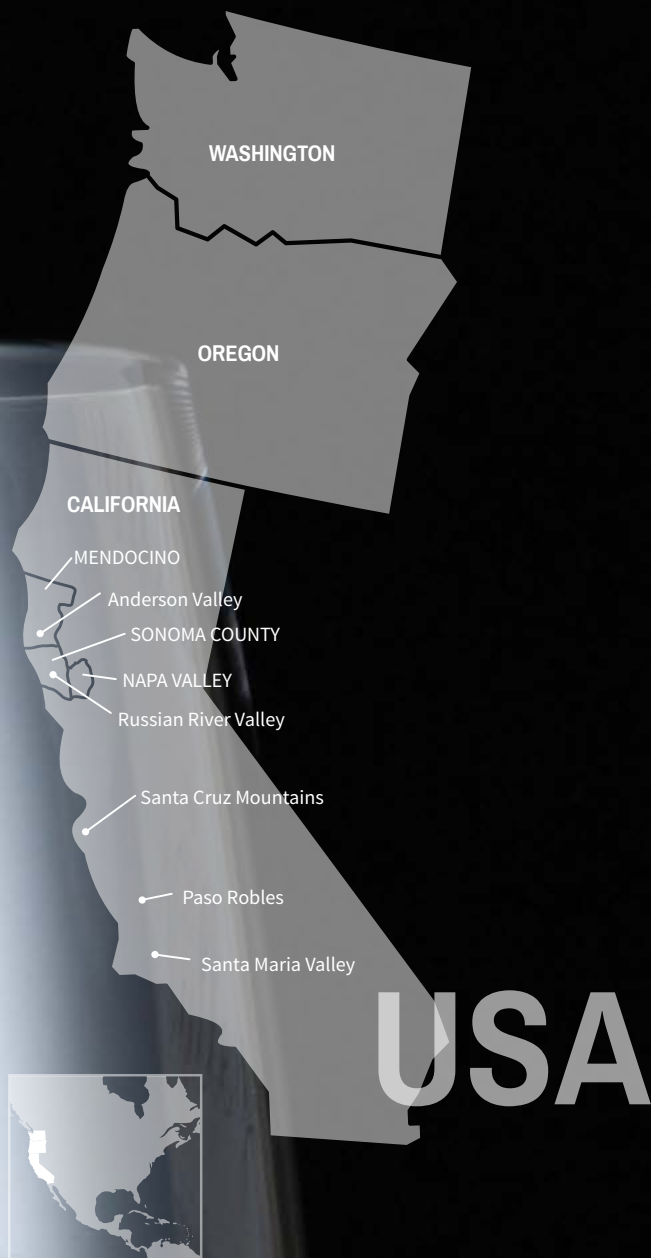 WASHINGTON
OREGON
CALIFORNIA
MENDOCINO
Anderson Valley
SONOMA COUNTY
NAPA VALLEY
Russian River Valley
Santa Cruz Mountains
Paso Robles
Santa Maria Valley
USA